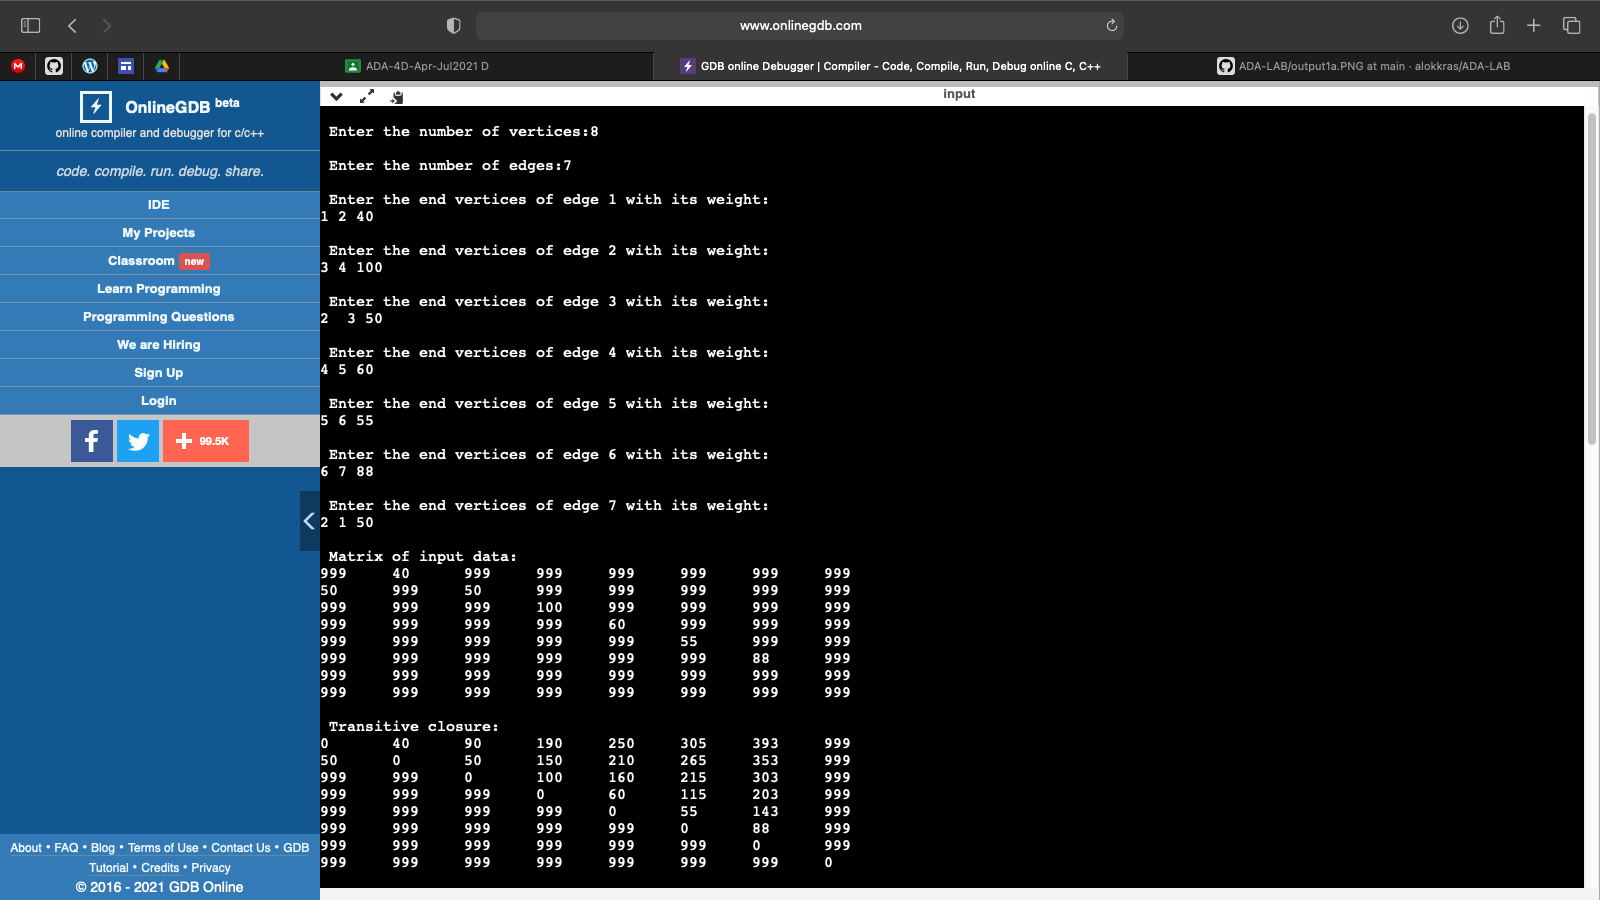 www.onlinegdb.com
ADA-4D-Apr-Jul2021 D
GDB online Debugger | Compiler - Code, Compile, Run, Debug online C, C++
ADA-LAB/output1a.PNG at main · alokkras/ADA-LAB
OnlineGDB beta
online compiler and debugger for c/c++
code. compile. run. debug. share.
IDE
My Projects
Classroom new
Learn Programming
Programming Questions
We are Hiring
Sign Up
Login
99.5K
About • FAQ • Blog • Terms of Use • Contact Us • GDB
Tutorial • Credits • Privacy
© 2016 - 2021 GDB Online
input
Enter the number of vertices:8
Enter the number of edges:7
Enter the end vertices of edge 1 with its weight:
1 2 40
Enter the end vertices of edge 2 with its weight:
3 4 100
Enter the end vertices of edge 3 with its weight:
2  3 50
Enter the end vertices of edge 4 with its weight:
4 5 60
Enter the end vertices of edge 5 with its weight:
5 6 55
Enter the end vertices of edge 6 with its weight:
6 7 88
Enter the end vertices of edge 7 with its weight:
2 1 50
Matrix of input data:
999 40 999 999 999 999 999 999
50 999 50 999 999 999 999 999
999 999 999 100 999 999 999 999
999 999 999 999 60 999 999 999
999 999 999 999 999 55 999 999
999 999 999 999 999 999 88 999
999 999 999 999 999 999 999 999
999 999 999 999 999 999 999 999
Transitive closure:
0 40 90 190 250 305 393 999
50 0 50 150 210 265 353 999
999 999 0 100 160 215 303 999
999 999 999 0 60 115 203 999
999 999 999 999 0 55 143 999
999 999 999 999 999 0 88 999
999 999 999 999 999 999 0 999
999 999 999 999 999 999 999 0